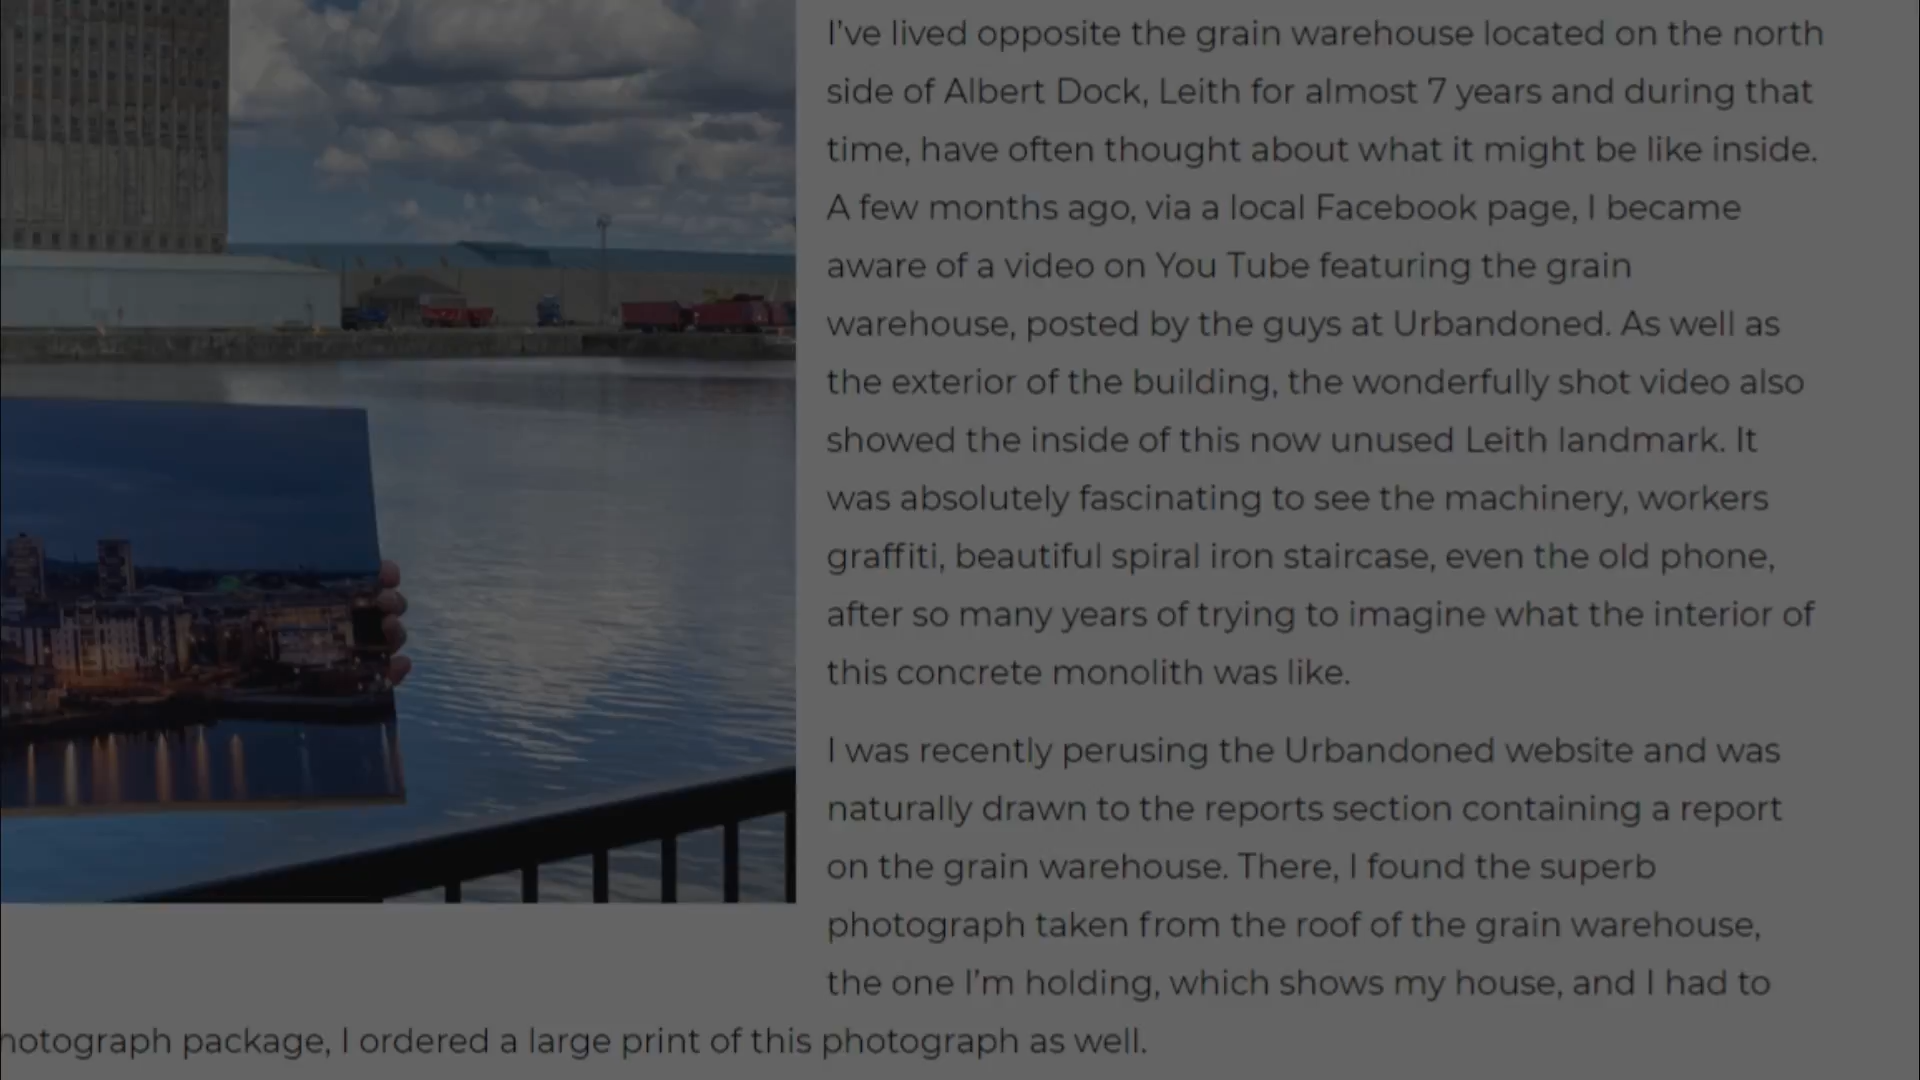 I've lived opposite the grain warehouse located on the north
side of Albert Dock, Leith for almost 7 years and during that
time, have often thought about what it might be like inside.
A few months ago, via a local Facebook page, I became
aware of a video on You Tube featuring the grain
warehouse, posted by the guys at Urbandoned. As well as
the exterior of the building, the wonderfully shot video also
showed the inside of this now unused Leith landmark. It
was absolutely fascinating to see the machinery, workers
graffiti, beautiful spiral iron staircase, even the old phone,
after so many years of trying to imagine what the interior of
this concrete monolith was like.
I was recently perusing the Urbandoned website and was
naturally drawn to the reports section containing a report
on the grain warehouse. There, I found the superb
photograph taken from the roof of the grain warehouse,
the one I'm holding, which shows my house, and I had to
notograph package, I ordered a large print of this photograph as well.